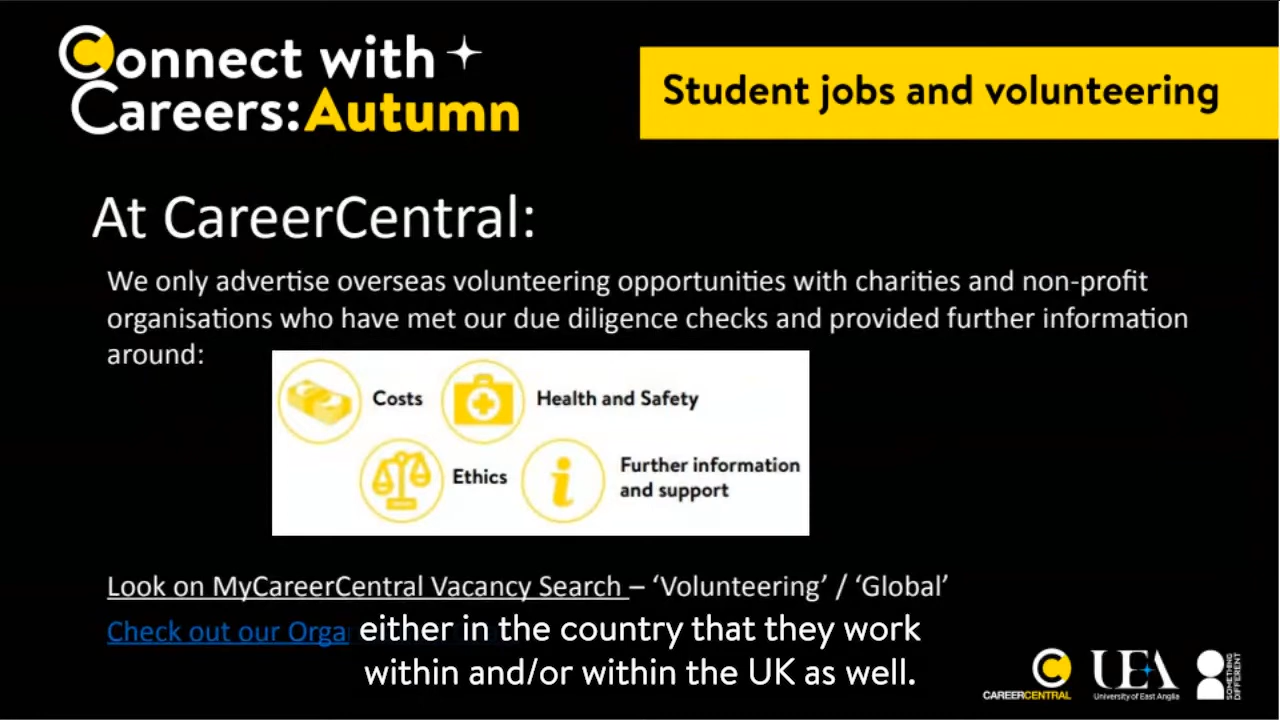 Connect with
Careers: Autumn
Student jobs and volunteering
At CareerCentral:
We only advertise overseas volunteering opportunities with charities and non-profit
organisations who have met our due diligence checks and provided further information
around:
Costs
Health and Safety
Ethics
Further information
and support
Look on MyCareerCentral Vacancy Search – ‘Volunteering’ / ‘Global’
Check out our Orga
either in the country that they work
within and/or within the UK as well.
CAREERCENTRAL
UEA
University of East Anglia
SOMETHING
DIFFERENT